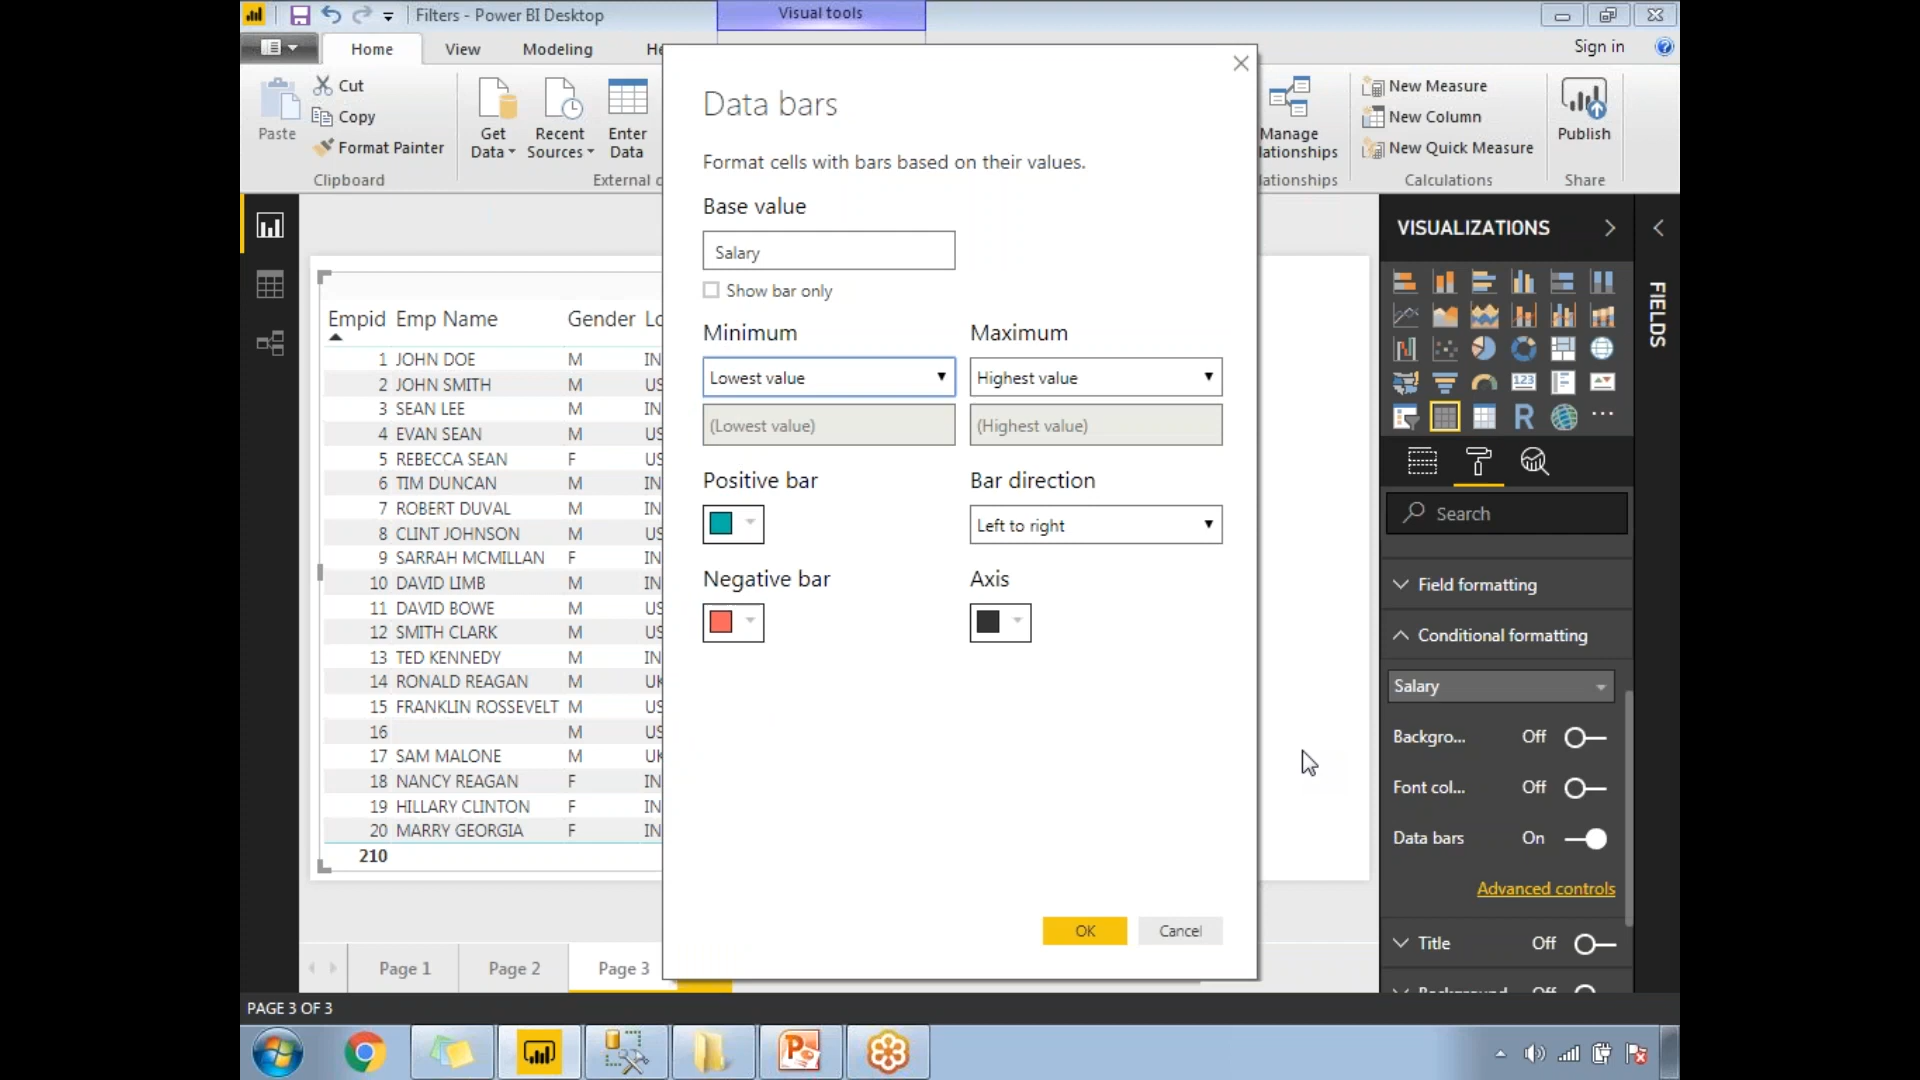 Filters - Power BI Desktop
Visual tools
Home
View
Modeling
He
Sign in
Paste
Cut
Copy
Format Painter
Clipboard
Get Data
Recent Sources
Enter Data
External c
Manage
lationships
lationships
New Measure
New Column
New Quick Measure
Calculations
Publish
Share
Data bars
Format cells with bars based on their values.
Base value
Salary
Show bar only
Minimum
Maximum
Lowest value
Highest value
(Lowest value)
(Highest value)
Positive bar
Bar direction
Left to right
Negative bar
Axis
OK
Cancel
Empid Emp Name Gender Lo
1 JOHN DOE M IN
2 JOHN SMITH M US
3 SEAN LEE M IN
4 EVAN SEAN M US
5 REBECCA SEAN F US
6 TIM DUNCAN M IN
7 ROBERT DUVAL M IN
8 CLINT JOHNSON M US
9 SARRAH MCMILLAN F IN
10 DAVID LIMB M IN
11 DAVID BOWE M US
12 SMITH CLARK M US
13 TED KENNEDY M IN
14 RONALD REAGAN M UK
15 FRANKLIN ROSSEVELT M US
16 M US
17 SAM MALONE M UK
18 NANCY REAGAN F IN
19 HILLARY CLINTON F IN
20 MARRY GEORGIA F IN
210
VISUALIZATIONS
FIELDS
123
R
Search
Field formatting
Conditional formatting
Salary
Backgro... Off
Font col... Off
Data bars On
Advanced controls
Title Off
Background Off
Page 1
Page 2
Page 3
PAGE 3 OF 3